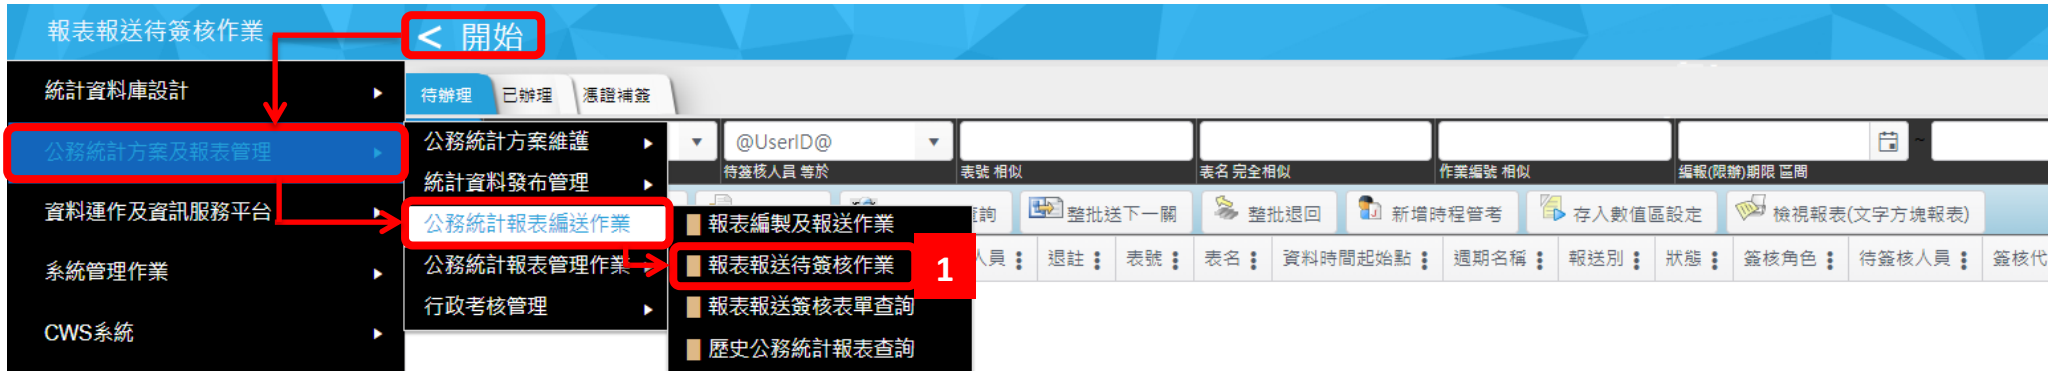 報表報送待簽核作業
< 開始
統計資料庫設計
公務統計方案及報表管理
資料運作及資訊服務平台
系統管理作業
CWS系統
待辦理
已辦理
憑證補簽
公務統計方案維護
統計資料發布管理
公務統計報表編送作業
公務統計報表管理作業
行政考核管理
報表編製及報送作業
報表報送待簽核作業
1
報表報送簽核表單查詢
歷史公務統計報表查詢
@UserID@
待簽核人員 等於
表號 相似
表名 完全相似
作業編號 相似
~
編報(限辦)期限 區間
整批送下一關
整批退回
新增時程管考
存入數值區設定
檢視報表(文字方塊報表)
人員
退註
表號
表名
資料時間起始點
週期名稱
報送別
狀態
簽核角色
待簽核人員
簽核代